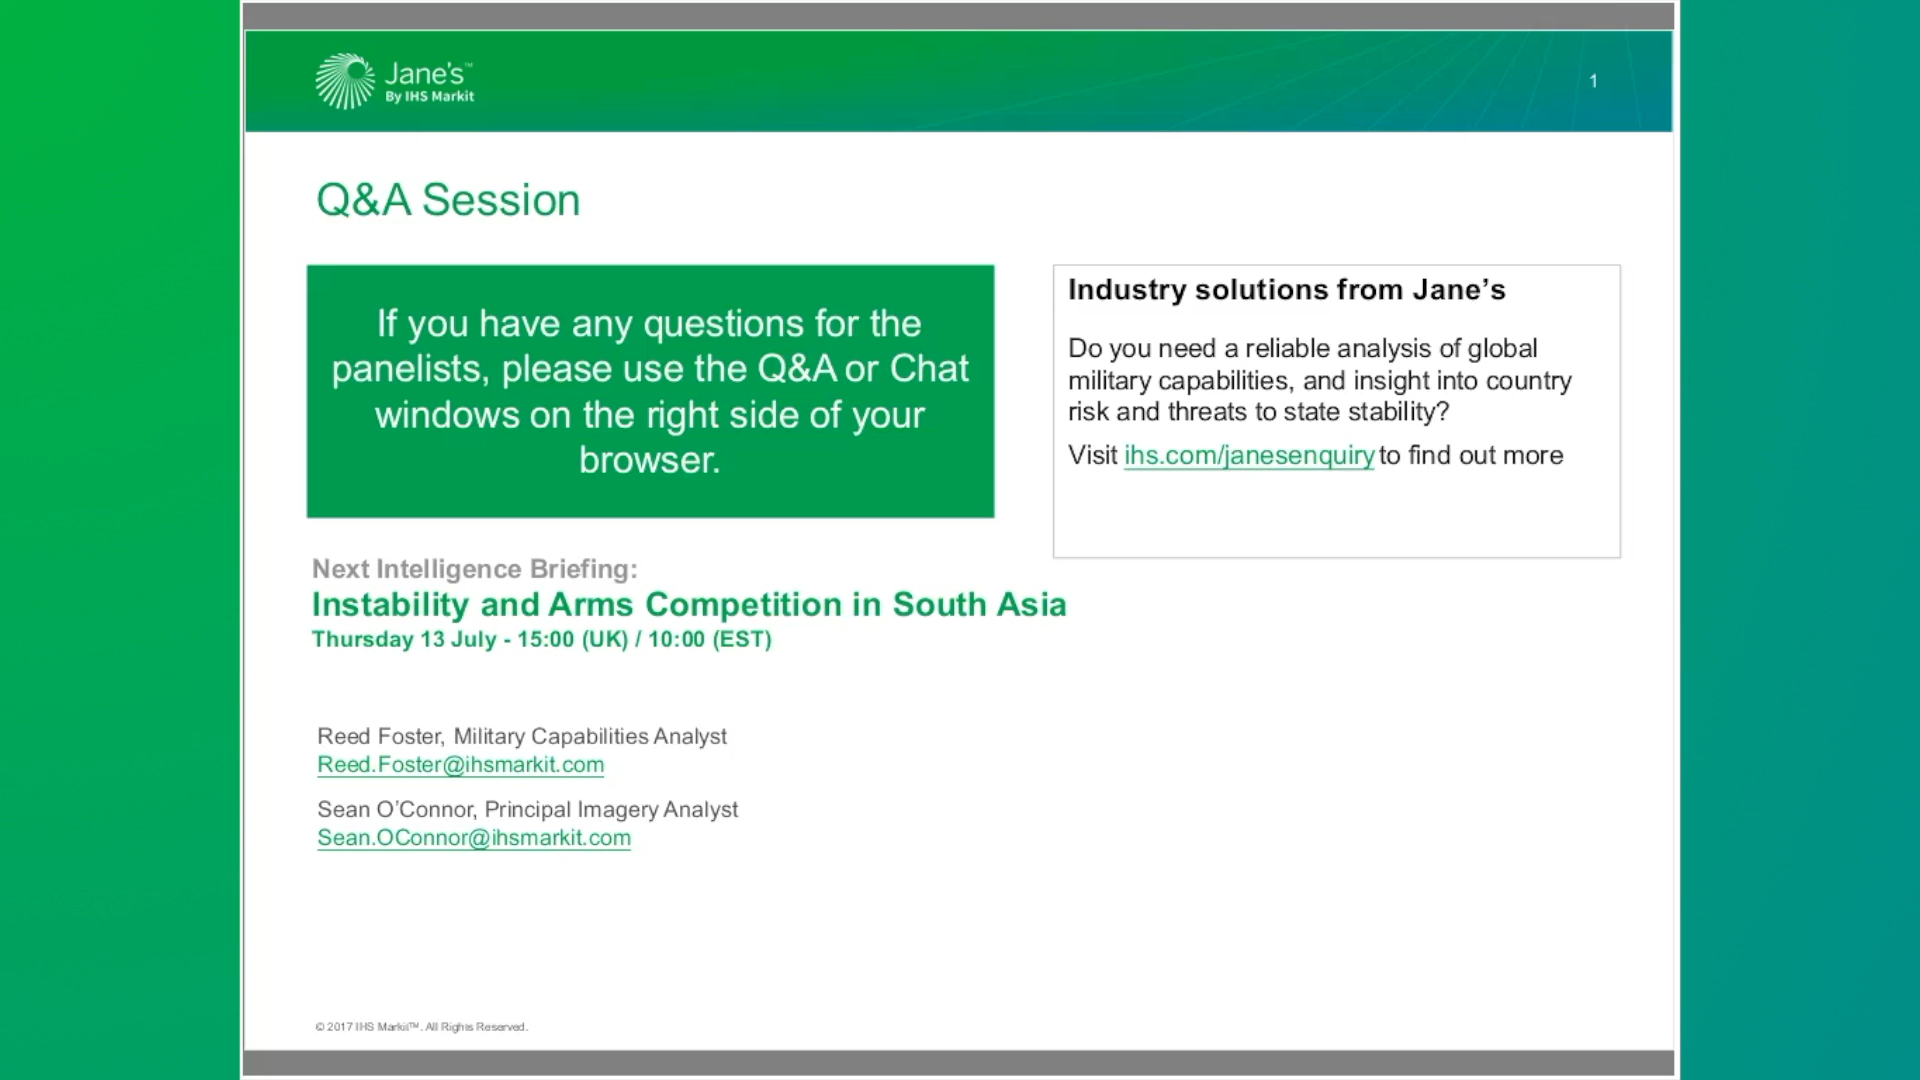 Jane's™
By IHS Markit
1
Q&A Session
If you have any questions for the
panelists, please use the Q&A or Chat
windows on the right side of your
browser.
Industry solutions from Jane’s
Do you need a reliable analysis of global
military capabilities, and insight into country
risk and threats to state stability?
Visit ihs.com/janesenquiry to find out more
Next Intelligence Briefing:
Instability and Arms Competition in South Asia
Thursday 13 July - 15:00 (UK) / 10:00 (EST)
Reed Foster, Military Capabilities Analyst
Reed.Foster@ihsmarkit.com
Sean O’Connor, Principal Imagery Analyst
Sean.OConnor@ihsmarkit.com
© 2017 IHS Markit™. All Rights Reserved.